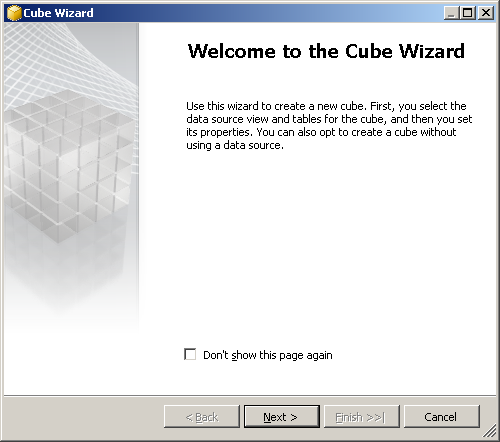 Cube Wizard
Welcome to the Cube Wizard
Use this wizard to create a new cube. First, you select the
data source view and tables for the cube, and then you set
its properties. You can also opt to create a cube without
using a data source.
Don't show this page again
< Back
Next >
Finish >>|
Cancel